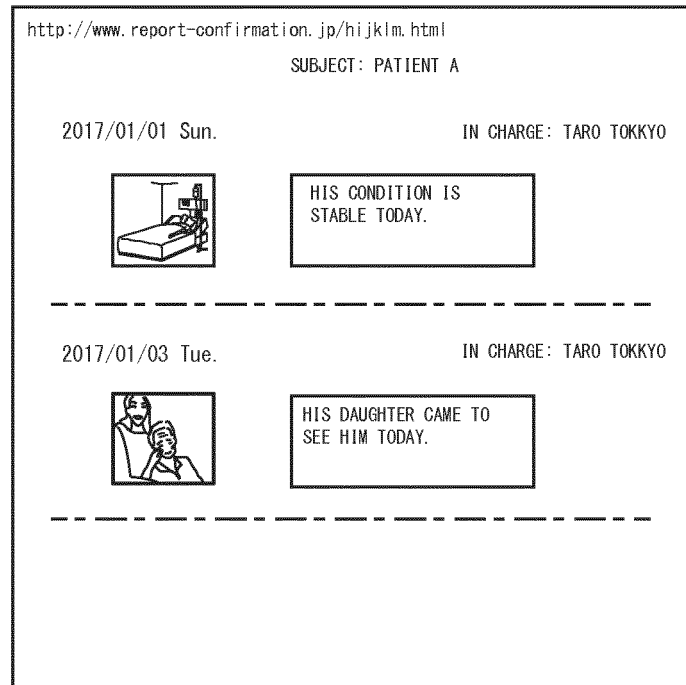 http://www.report-confirmation.jp/hijklm.html
SUBJECT: PATIENT A
2017/01/01 Sun.
IN CHARGE: TARO TOKKYO
HIS CONDITION IS
STABLE TODAY.
2017/01/03 Tue.
IN CHARGE: TARO TOKKYO
HIS DAUGHTER CAME TO
SEE HIM TODAY.